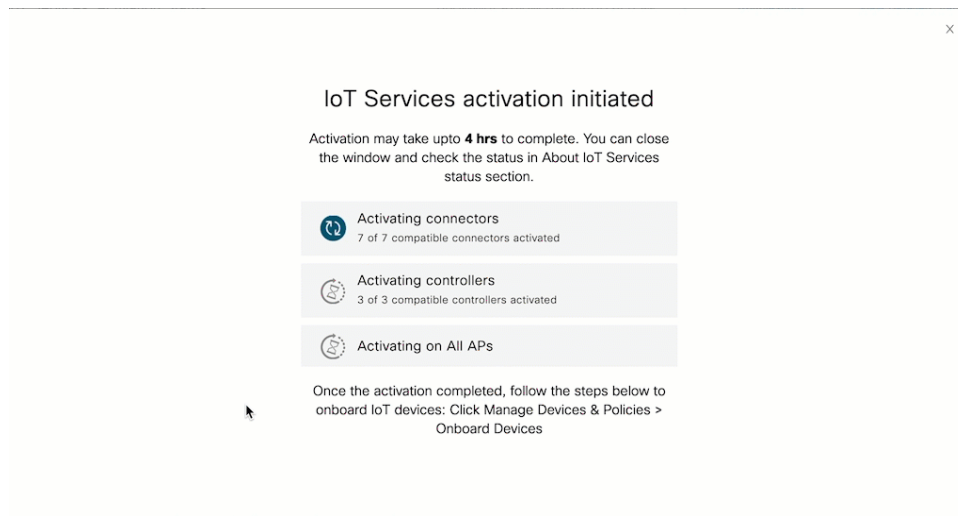 IoT Services activation initiated
Activation may take upto 4 hrs to complete. You can close
the window and check the status in About IoT Services
status section.
Activating connectors
7 of 7 compatible connectors activated
Activating controllers
3 of 3 compatible controllers activated
Activating on All APs
Once the activation completed, follow the steps below to
onboard IoT devices: Click Manage Devices & Policies >
Onboard Devices